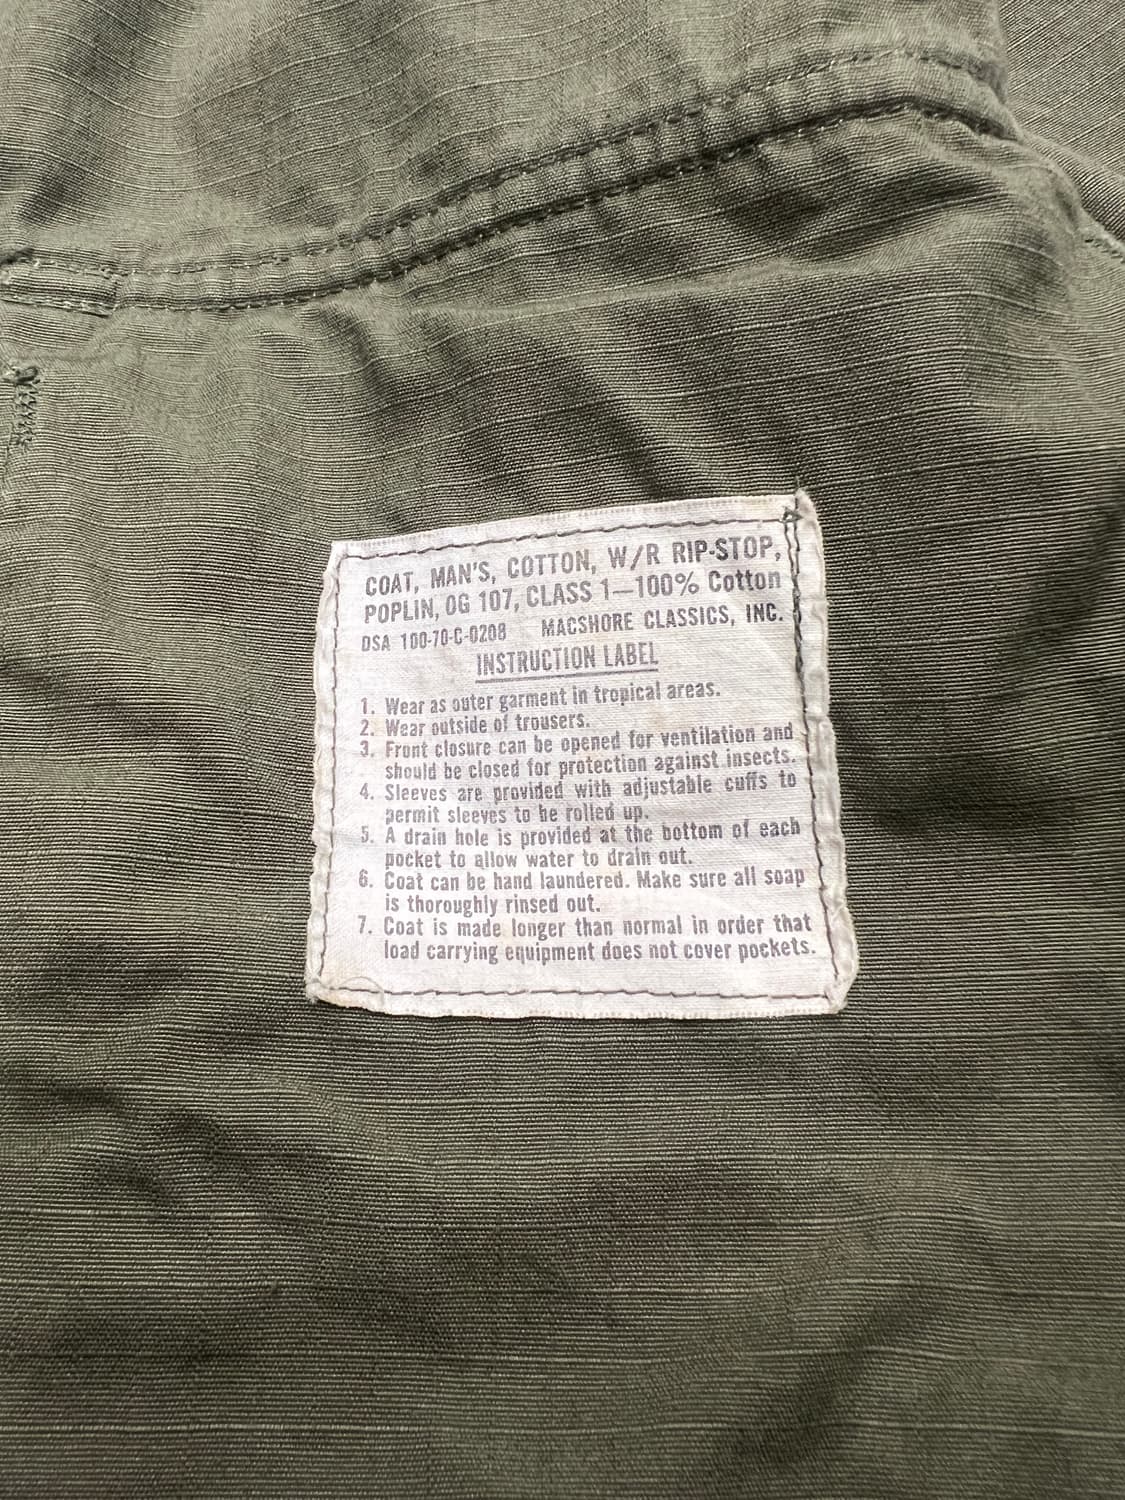 COAT, MAN'S, COTTON, W/R RIP-STOP,
POPLIN, OG 107, CLASS 1—100% Cotton
DSA 100-70-C-0208 MACSHORE CLASSICS, INC.
INSTRUCTION LABEL
1. Wear as outer garment in tropical areas.
2. Wear outside of trousers.
3. Front closure can be opened for ventilation and
should be closed for protection against insects.
4. Sleeves are provided with adjustable cuffs to
permit sleeves to be rolled up.
5. A drain hole is provided at the bottom of each
pocket to allow water to drain out.
6. Coat can be hand laundered. Make sure all soap
is thoroughly rinsed out.
7. Coat is made longer than normal in order that
load carrying equipment does not cover pockets.